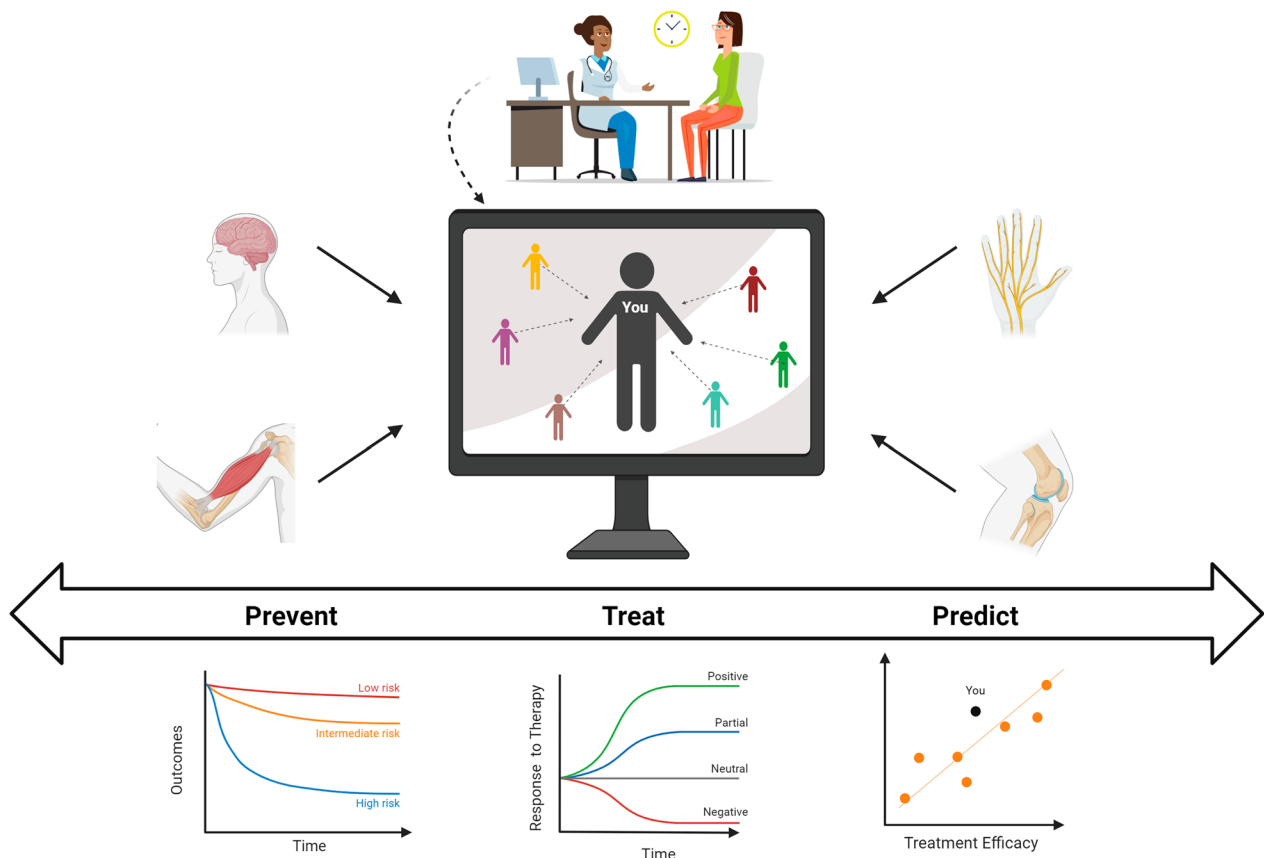 You
Prevent
Treat
Predict
Outcomes
Low risk
Intermediate risk
High risk
Time
Response to Therapy
Positive
Partial
Neutral
Negative
Time
You
Treatment Efficacy